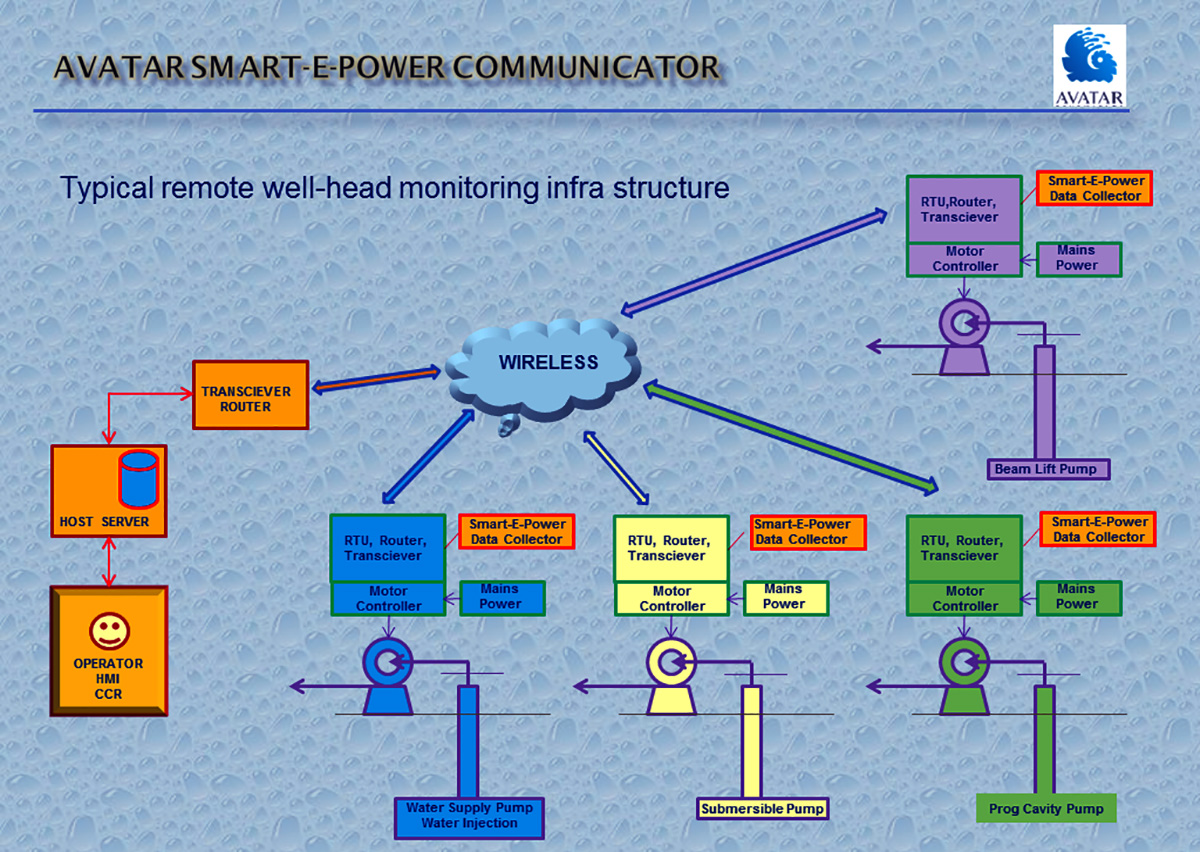 AVATAR SMART-E-POWER COMMUNICATOR
AVATAR
Typical remote well-head monitoring infra structure
RTU,Router,
Transciever
Smart-E-Power
Data Collector
Motor
Controller
Mains
Power
Beam Lift Pump
WIRELESS
TRANSCIEVER
ROUTER
HOST SERVER
OPERATOR
HMI
CCR
RTU, Router,
Transciever
Smart-E-Power
Data Collector
Motor
Controller
Mains
Power
Water Supply Pump
Water Injection
RTU, Router,
Transciever
Smart-E-Power
Data Collector
Motor
Controller
Mains
Power
Submersible Pump
RTU, Router,
Transciever
Smart-E-Power
Data Collector
Motor
Controller
Mains
Power
Prog Cavity Pump